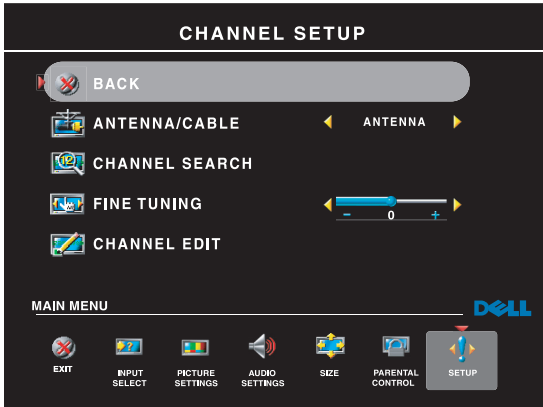 CHANNEL SETUP
BACK
ANTENNA/CABLE ANTENNA
CHANNEL SEARCH
FINE TUNING
- 0 +
CHANNEL EDIT
MAIN MENU
DELL
EXIT
INPUT
SELECT
PICTURE
SETTINGS
AUDIO
SETTINGS
SIZE
PARENTAL
CONTROL
SETUP